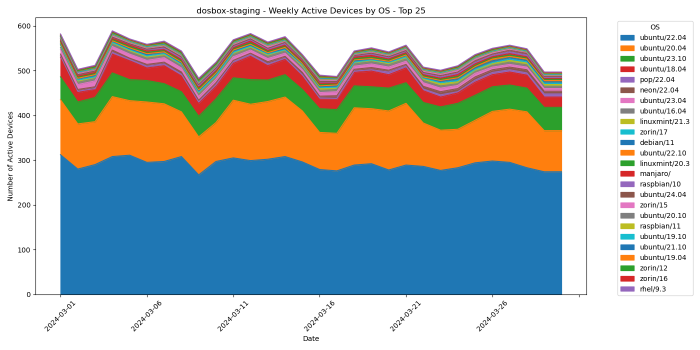 dosbox-staging - Weekly Active Devices by OS - Top 25
Number of Active Devices
600
500
400
300
200
100
0
2024-03-01
2024-03-06
2024-03-11
2024-03-16
2024-03-21
2024-03-26
Date
OS
ubuntu/22.04
ubuntu/20.04
ubuntu/23.10
ubuntu/18.04
pop/22.04
neon/22.04
ubuntu/23.04
ubuntu/16.04
linuxmint/21.3
zorin/17
debian/11
ubuntu/22.10
linuxmint/20.3
manjaro/
raspbian/10
ubuntu/24.04
zorin/15
ubuntu/20.10
raspbian/11
ubuntu/19.10
ubuntu/21.10
ubuntu/19.04
zorin/12
zorin/16
rhel/9.3